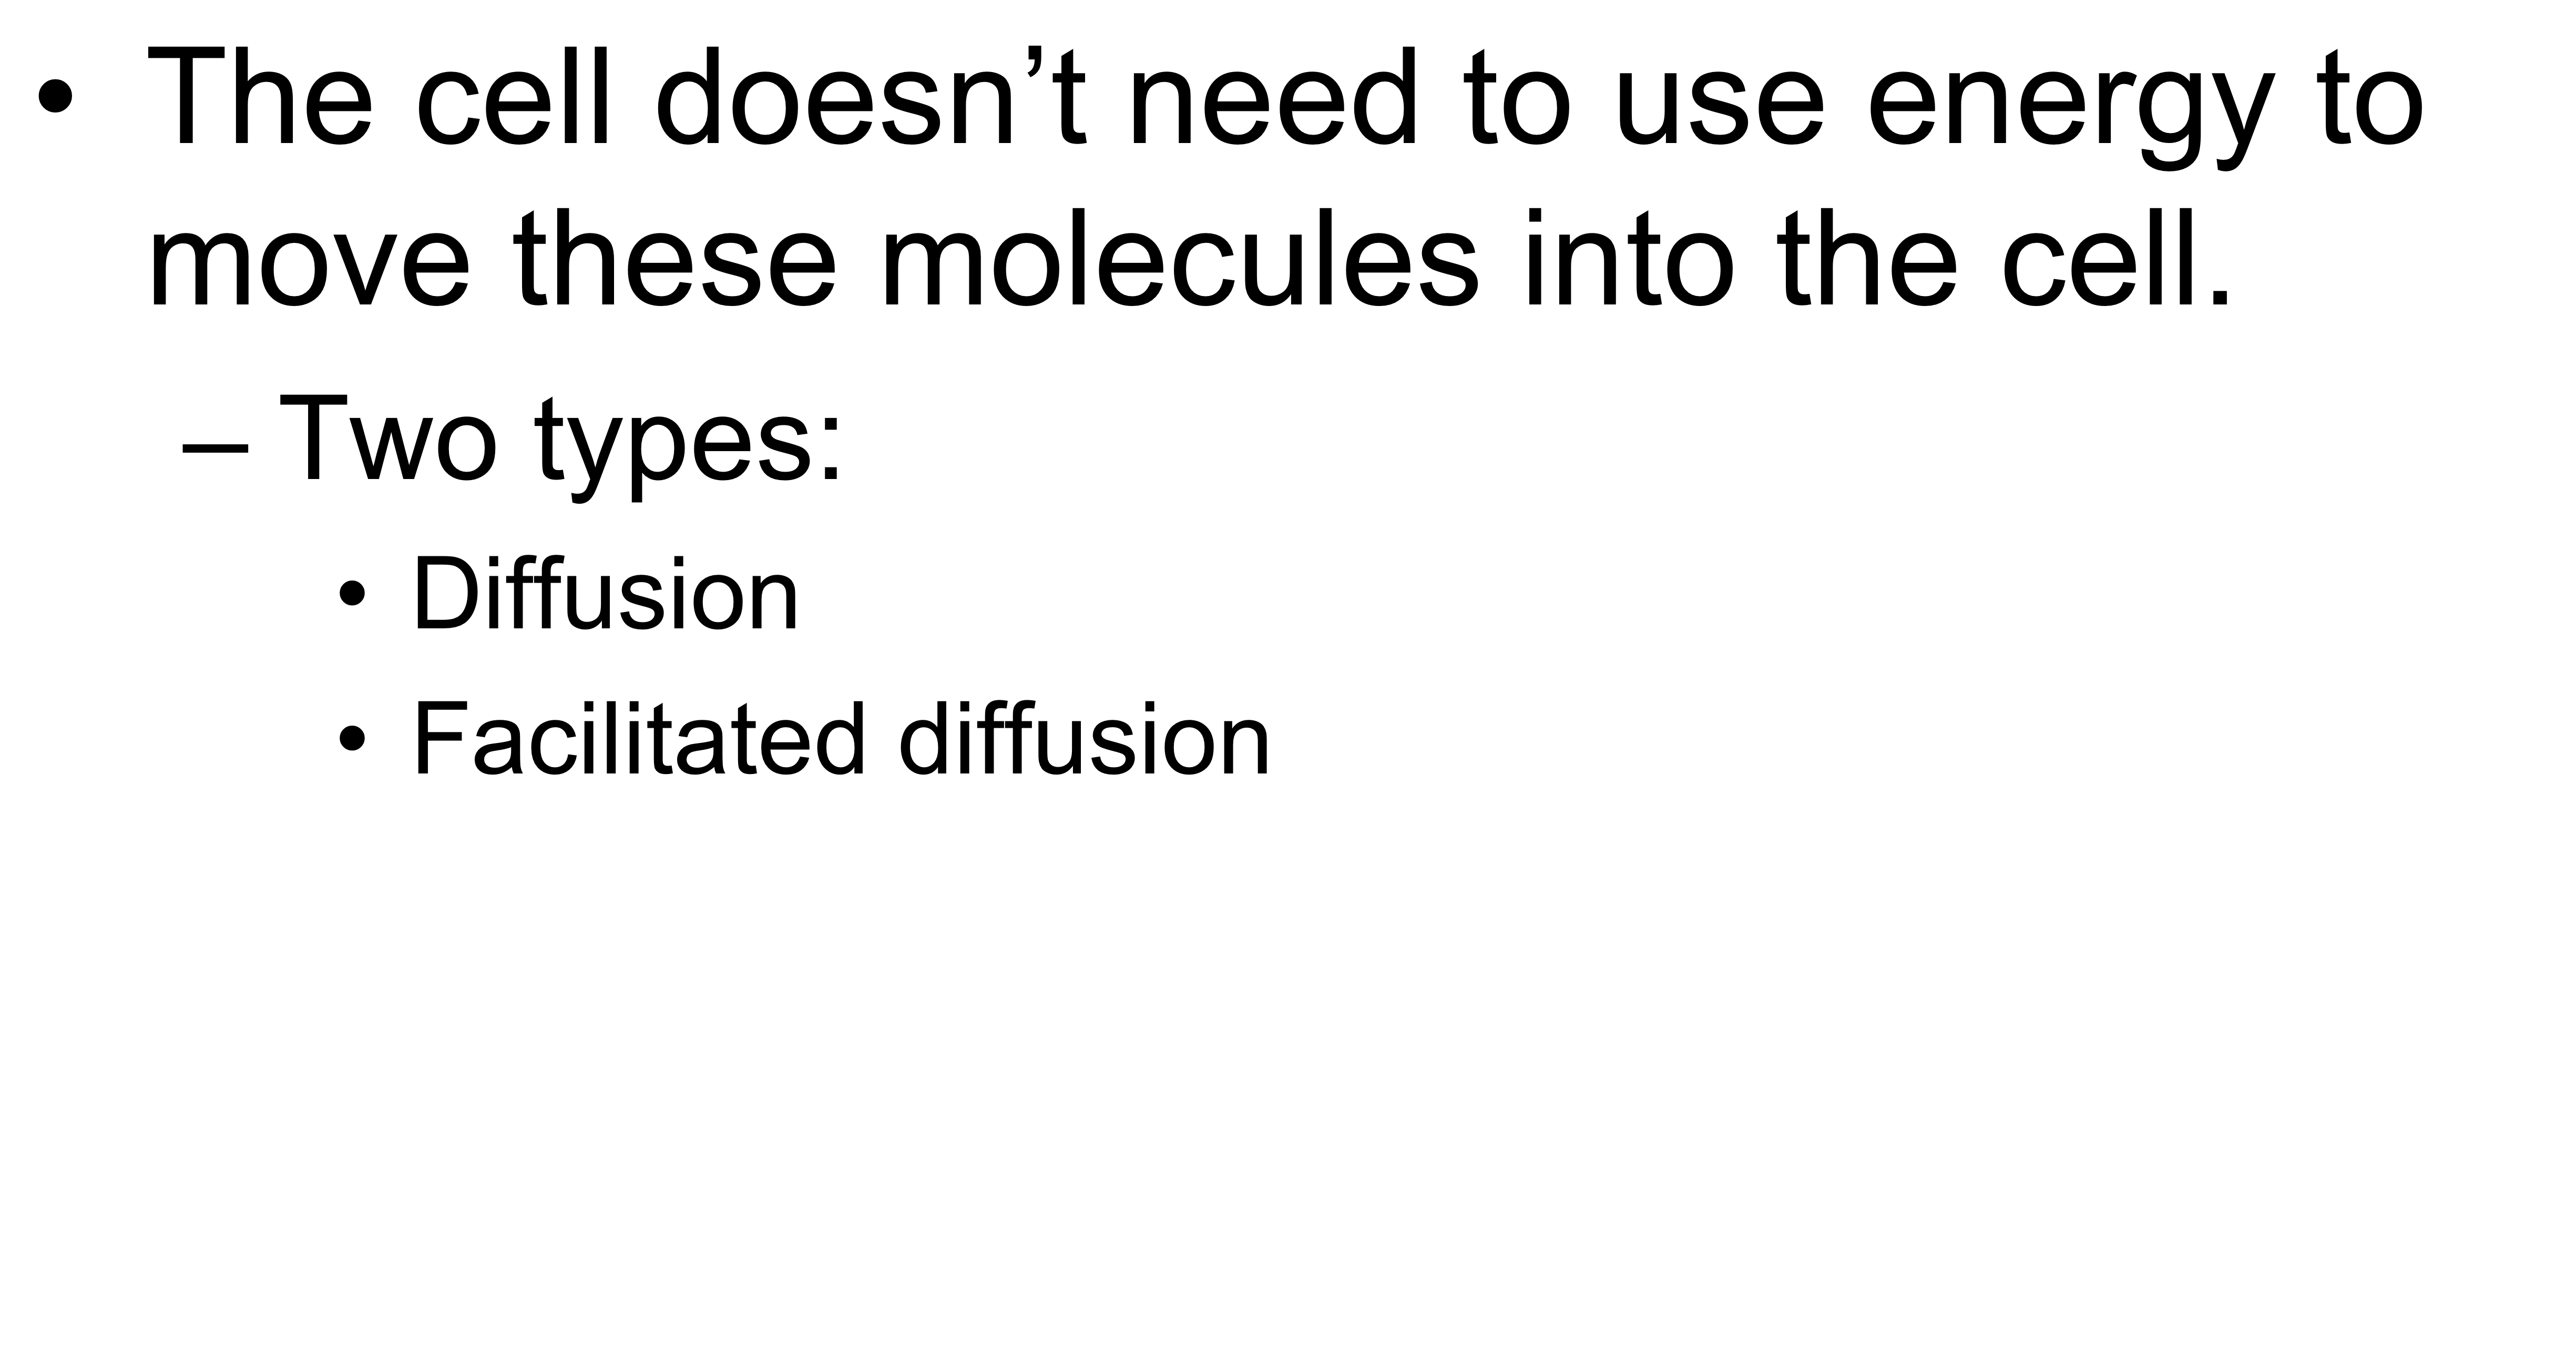 • The cell doesn’t need to use energy to
move these molecules into the cell.
– Two types:
• Diffusion
• Facilitated diffusion